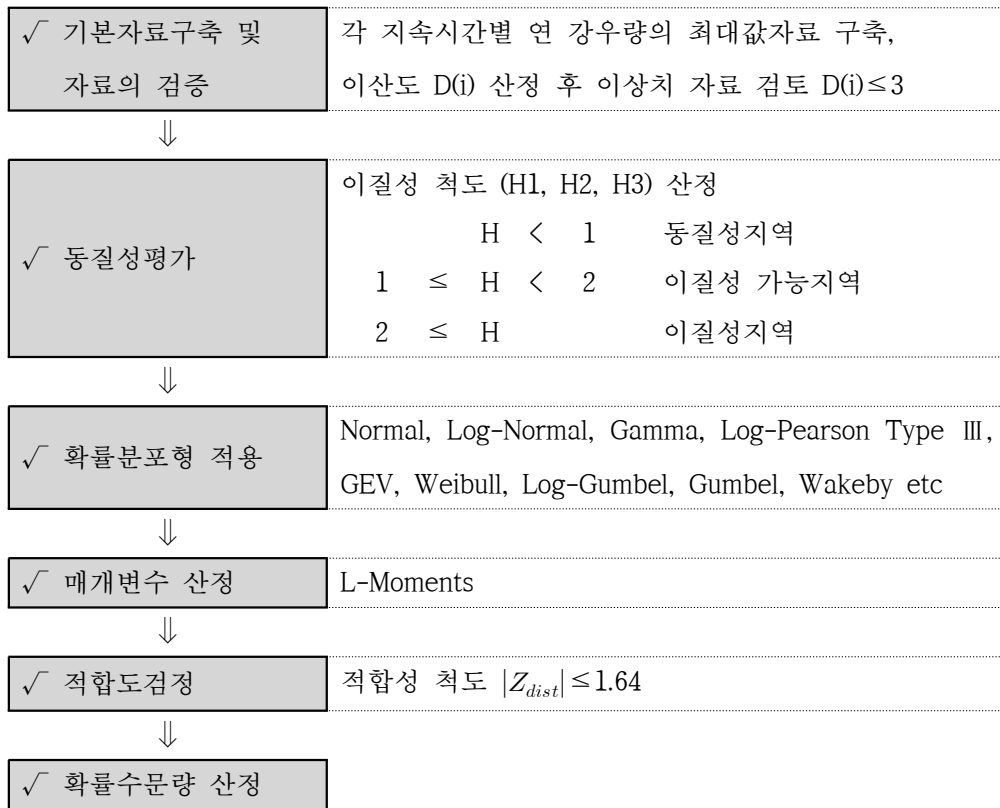 √ 기본자료구축 및
자료의 검증
각 지속시간별 연 강우량의 최대값자료 구축,
이산도 D(i) 산정 후 이상치 자료 검토 D(i)≤3
⇓
√ 동질성평가
이질성 척도 (H1, H2, H3) 산정
H < 1 동질성지역
1 ≤ H < 2 이질성 가능지역
2 ≤ H 이질성지역
⇓
√ 확률분포형 적용
Normal, Log-Normal, Gamma, Log-Pearson Type Ⅲ,
GEV, Weibull, Log-Gumbel, Gumbel, Wakeby etc
⇓
√ 매개변수 산정
L-Moments
⇓
√ 적합도검정
적합성 척도 |Z_{dist}|≤1.64
⇓
√ 확률수문량 산정